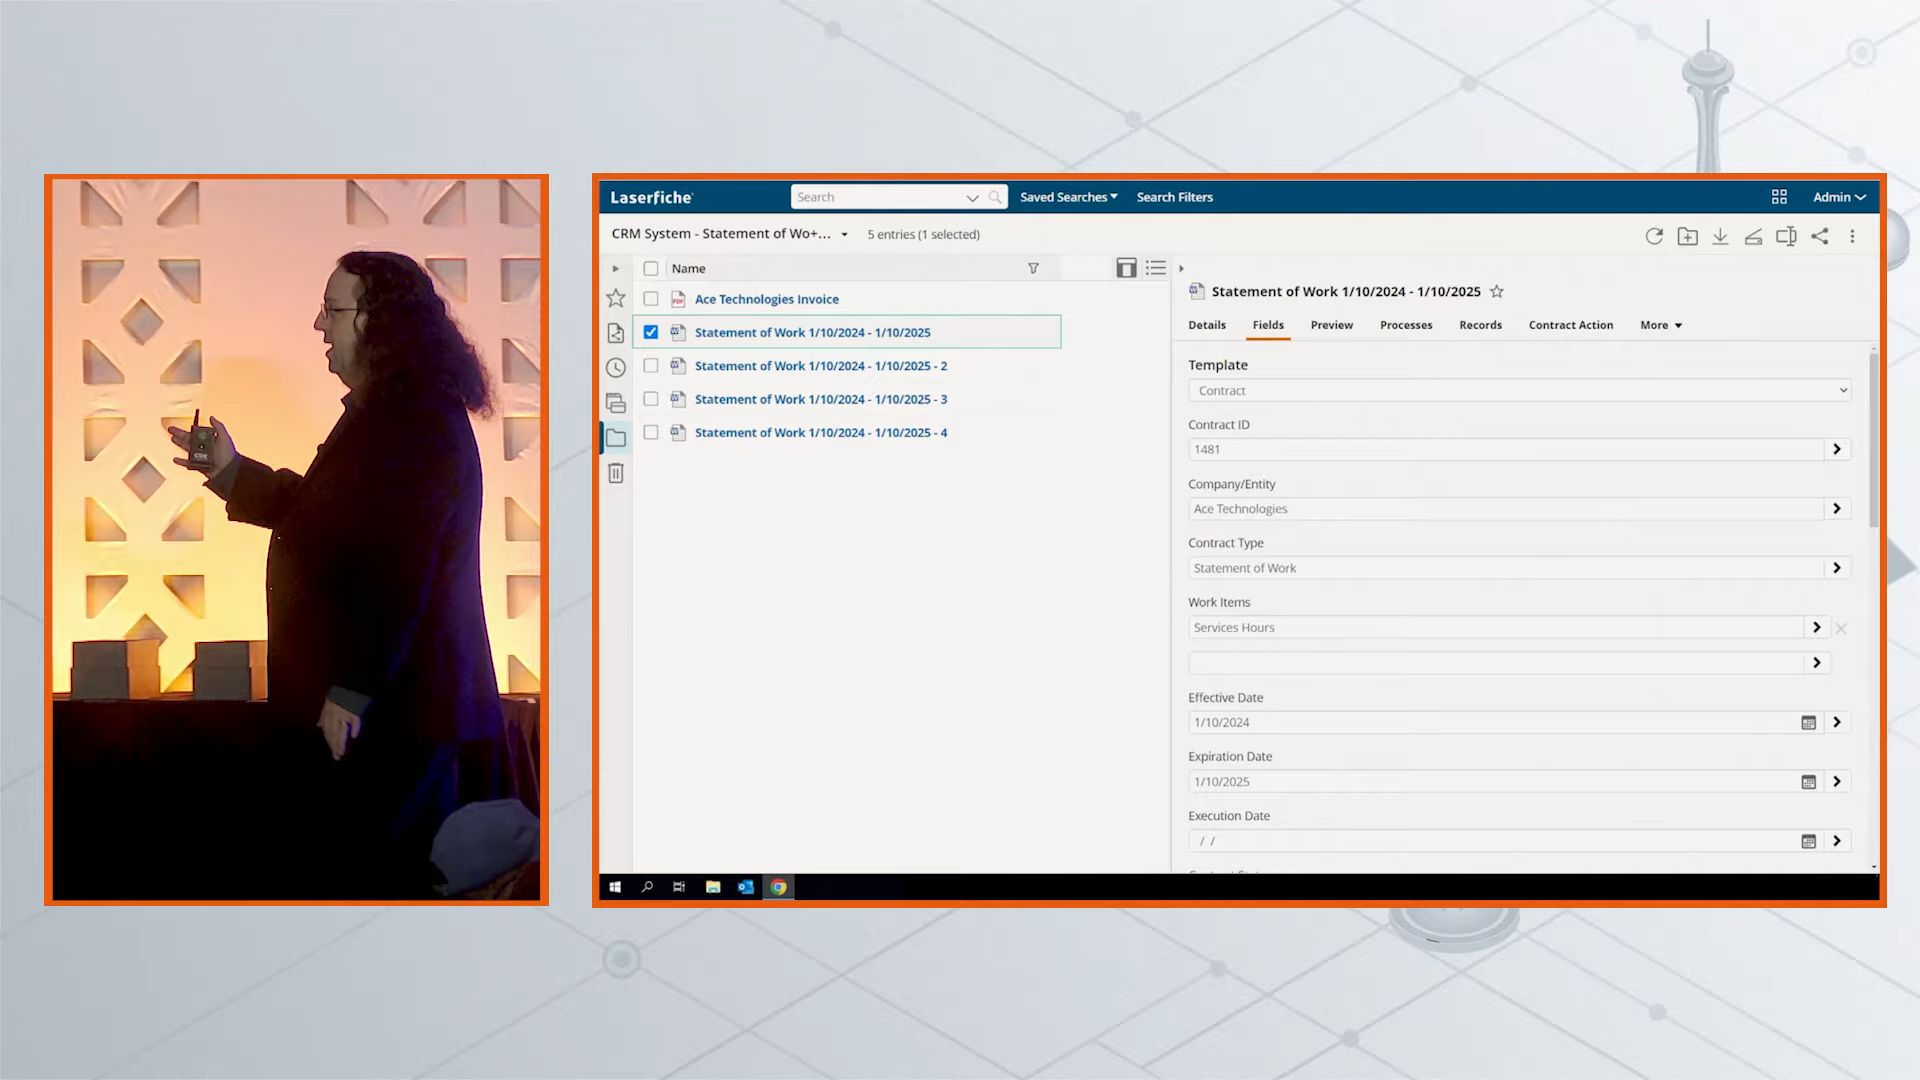 Laserfiche
Search
Saved Searches
Search Filters
Admin
CRM System - Statement of Wo+...
5 entries (1 selected)
Name
Ace Technologies Invoice
Statement of Work 1/10/2024 - 1/10/2025
Statement of Work 1/10/2024 - 1/10/2025 - 2
Statement of Work 1/10/2024 - 1/10/2025 - 3
Statement of Work 1/10/2024 - 1/10/2025 - 4
Statement of Work 1/10/2024 - 1/10/2025
Details Fields Preview Processes Records Contract Action More
Template
Contract
Contract ID
1481
Company/Entity
Ace Technologies
Contract Type
Statement of Work
Work Items
Services Hours
Effective Date
1/10/2024
Expiration Date
1/10/2025
Execution Date
/ /